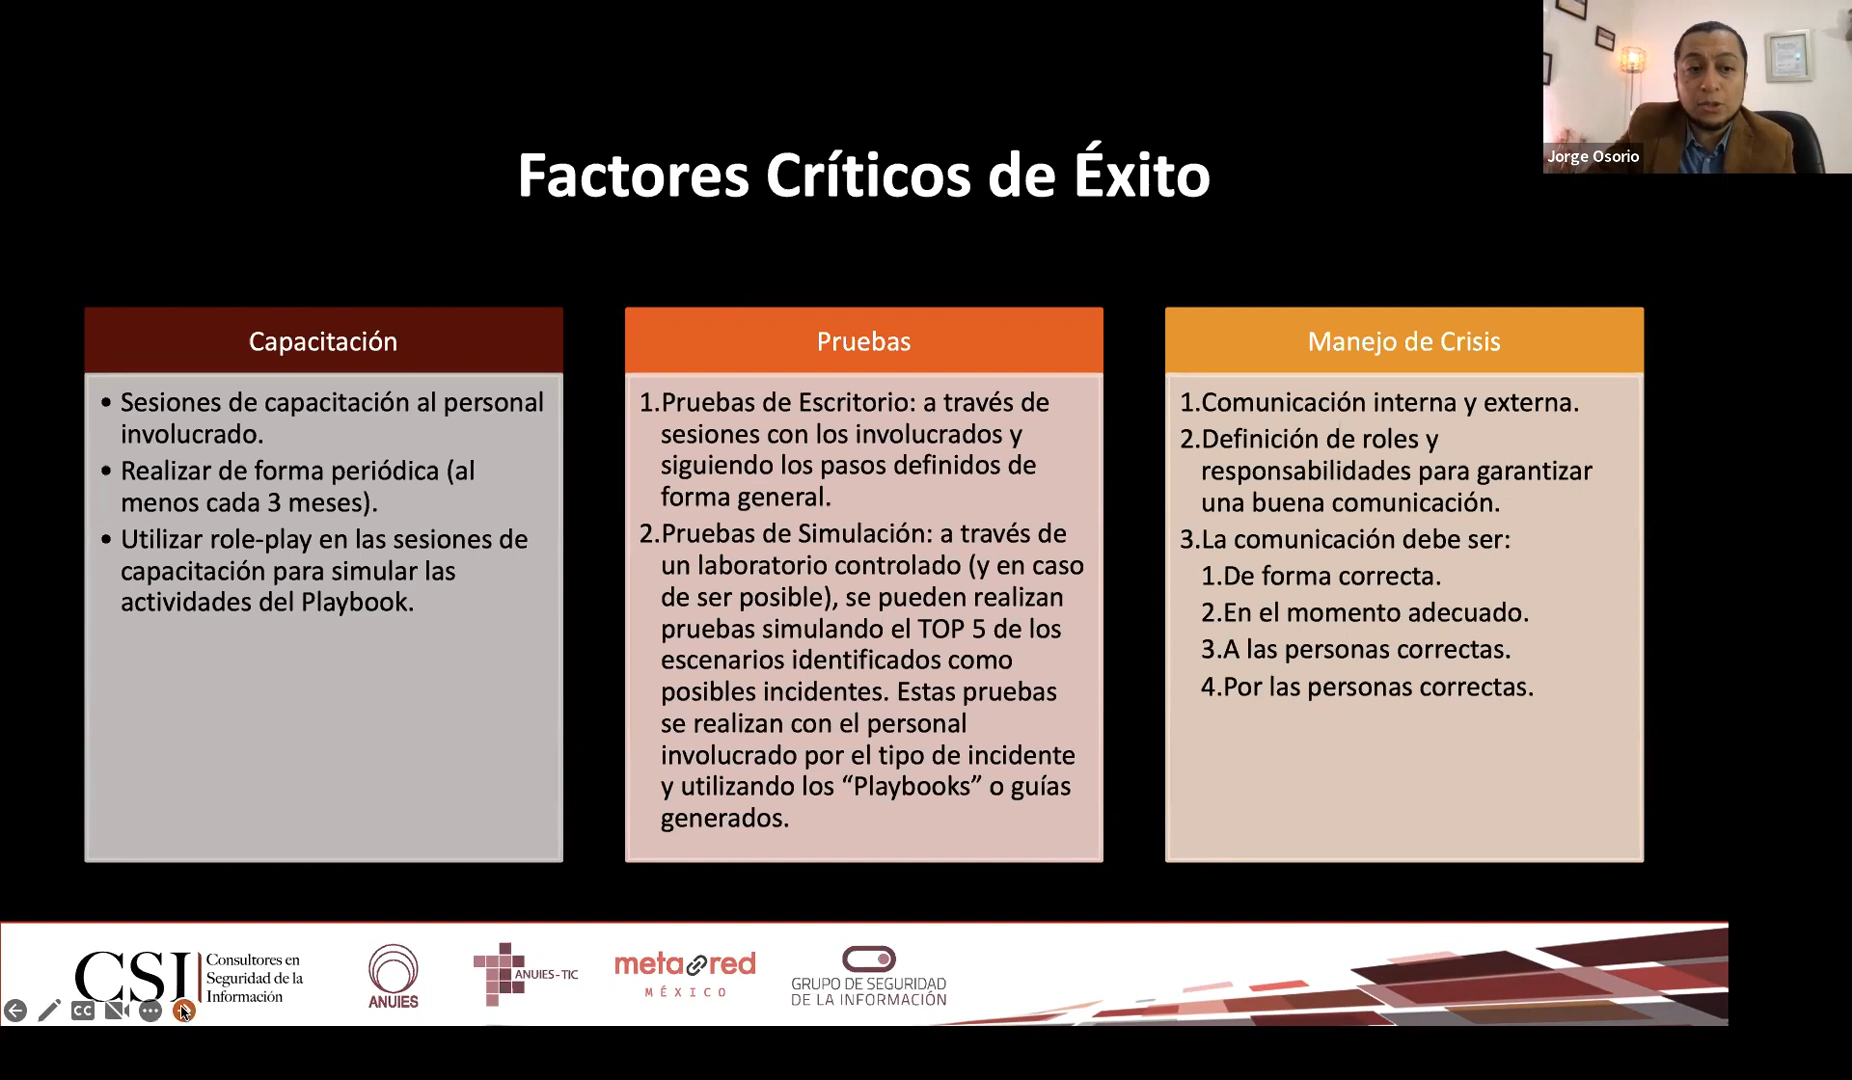 Jorge Osorio
Factores Críticos de Éxito
Capacitación
• Sesiones de capacitación al personal
involucrado.
• Realizar de forma periódica (al
menos cada 3 meses).
• Utilizar role-play en las sesiones de
capacitación para simular las
actividades del Playbook.
Pruebas
1.Pruebas de Escritorio: a través de
sesiones con los involucrados y
siguiendo los pasos definidos de
forma general.
2.Pruebas de Simulación: a través de
un laboratorio controlado (y en caso
de ser posible), se pueden realizan
pruebas simulando el TOP 5 de los
escenarios identificados como
posibles incidentes. Estas pruebas
se realizan con el personal
involucrado por el tipo de incidente
y utilizando los “Playbooks” o guías
generados.
Manejo de Crisis
1.Comunicación interna y externa.
2.Definición de roles y
responsabilidades para garantizar
una buena comunicación.
3.La comunicación debe ser:
1.De forma correcta.
2.En el momento adecuado.
3.A las personas correctas.
4.Por las personas correctas.
CSI
Consultores en
Seguridad de la
Información
ANUIES
ANUIES-TIC
metared
MÉXICO
GRUPO DE SEGURIDAD
DE LA INFORMACIÓN
CC